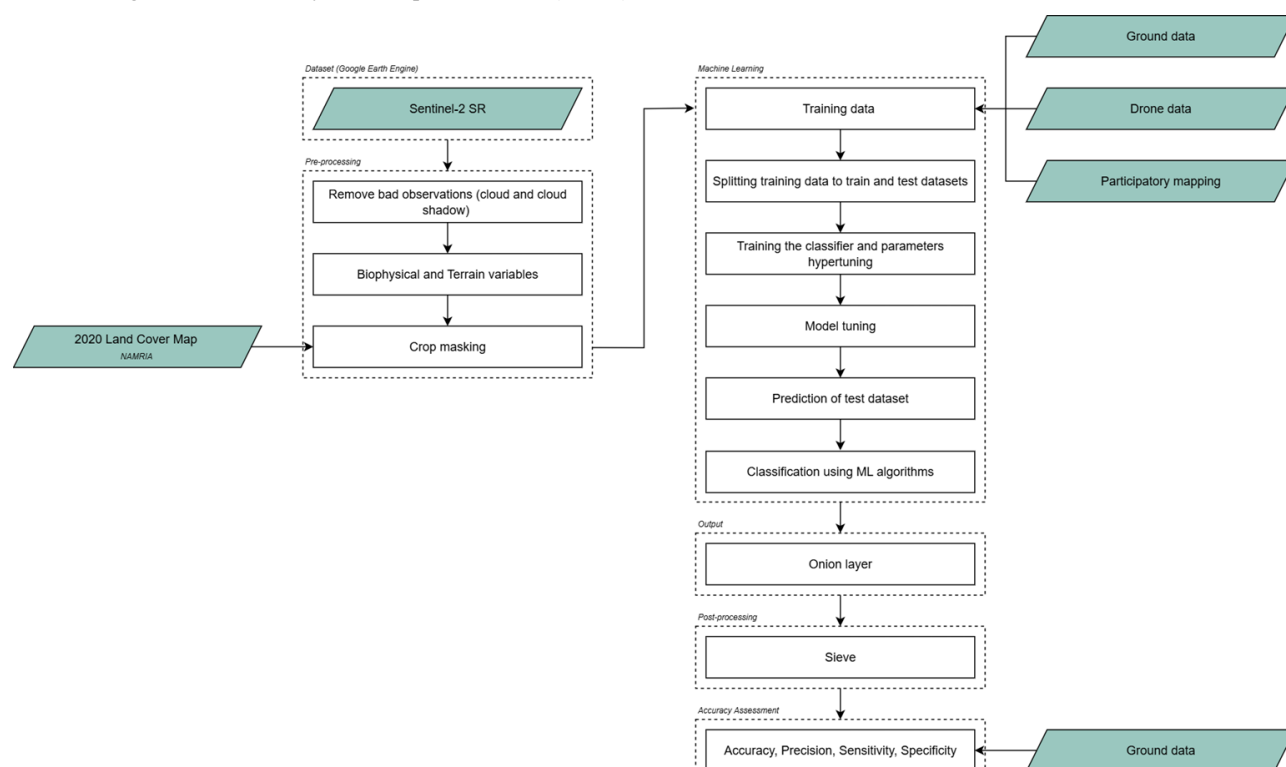 Ground data
Dataset (Google Earth Engine)
Machine Learning
Sentinel-2 SR
Training data
Drone data
Pre-processing
Remove bad observations (cloud and cloud
shadow)
Splitting training data to train and test datasets
Participatory mapping
Biophysical and Terrain variables
Training the classifier and parameters
hypertuning
2020 Land Cover Map
NAMRIA
Crop masking
Model tuning
Prediction of test dataset
Classification using ML algorithms
Output
Onion layer
Post-processing
Sieve
Accuracy Assessment
Accuracy, Precision, Sensitivity, Specificity
Ground data